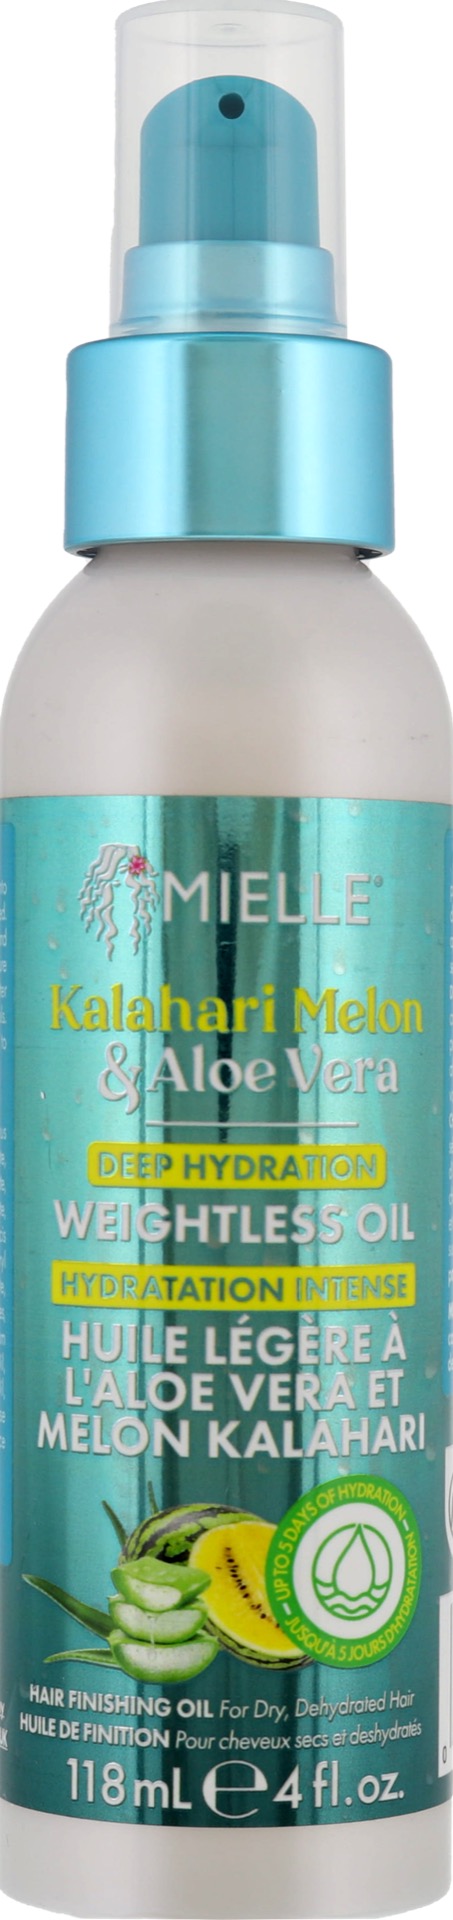 MIELLE®
Kalahari Melon
& Aloe Vera
DEEP HYDRATION
WEIGHTLESS OIL
HYDRATATION INTENSE
HUILE LÉGÈRE À
L'ALOE VERA ET
MELON KALAHARI
UP TO 5 DAYS OF HYDRATION
JUSQU'À 5 JOURS D'HYDRATATION
HAIR FINISHING OIL For Dry, Dehydrated Hair
HUILE DE FINITION Pour cheveux secs et deshydratés
118 mL ℮ 4 fl. oz.